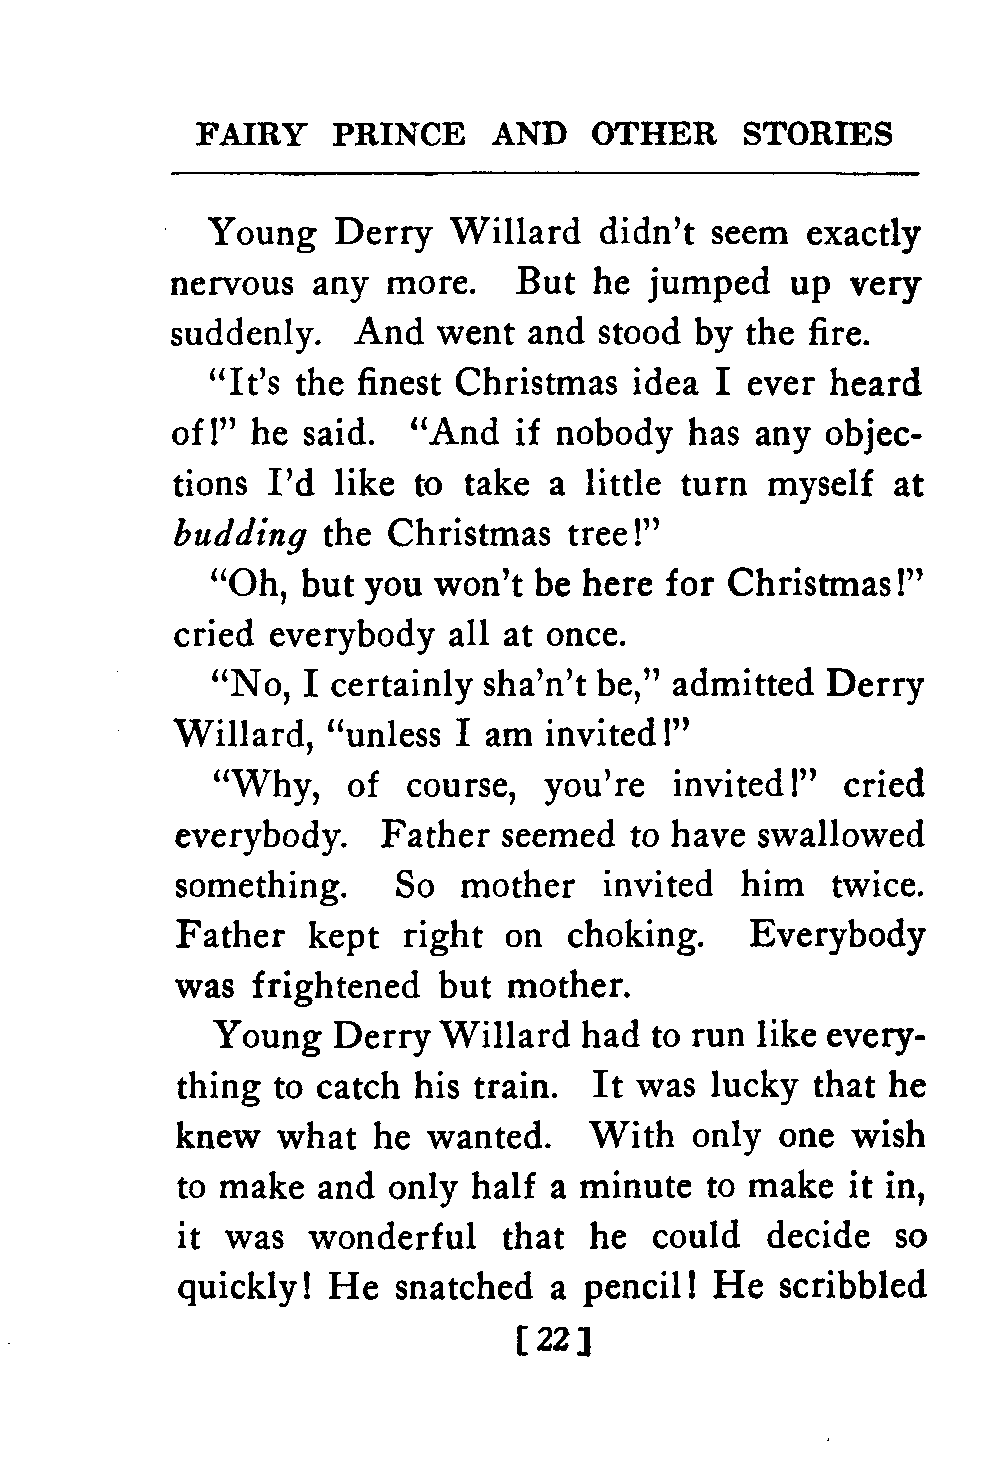 FAIRY PRINCE AND OTHER STORIES
Young Derry Willard didn't seem exactly
nervous any more. But he jumped up very
suddenly. And went and stood by the fire.
"It's the finest Christmas idea I ever heard
of!" he said. "And if nobody has any objec-
tions I'd like to take a little turn myself at
budding the Christmas tree!"
"Oh, but you won't be here for Christmas!"
cried everybody all at once.
"No, I certainly sha'n't be," admitted Derry
Willard, "unless I am invited!"
"Why, of course, you're invited!" cried
everybody. Father seemed to have swallowed
something. So mother invited him twice.
Father kept right on choking. Everybody
was frightened but mother.
Young Derry Willard had to run like every-
thing to catch his train. It was lucky that he
knew what he wanted. With only one wish
to make and only half a minute to make it in,
it was wonderful that he could decide so
quickly! He snatched a pencil! He scribbled
[22]